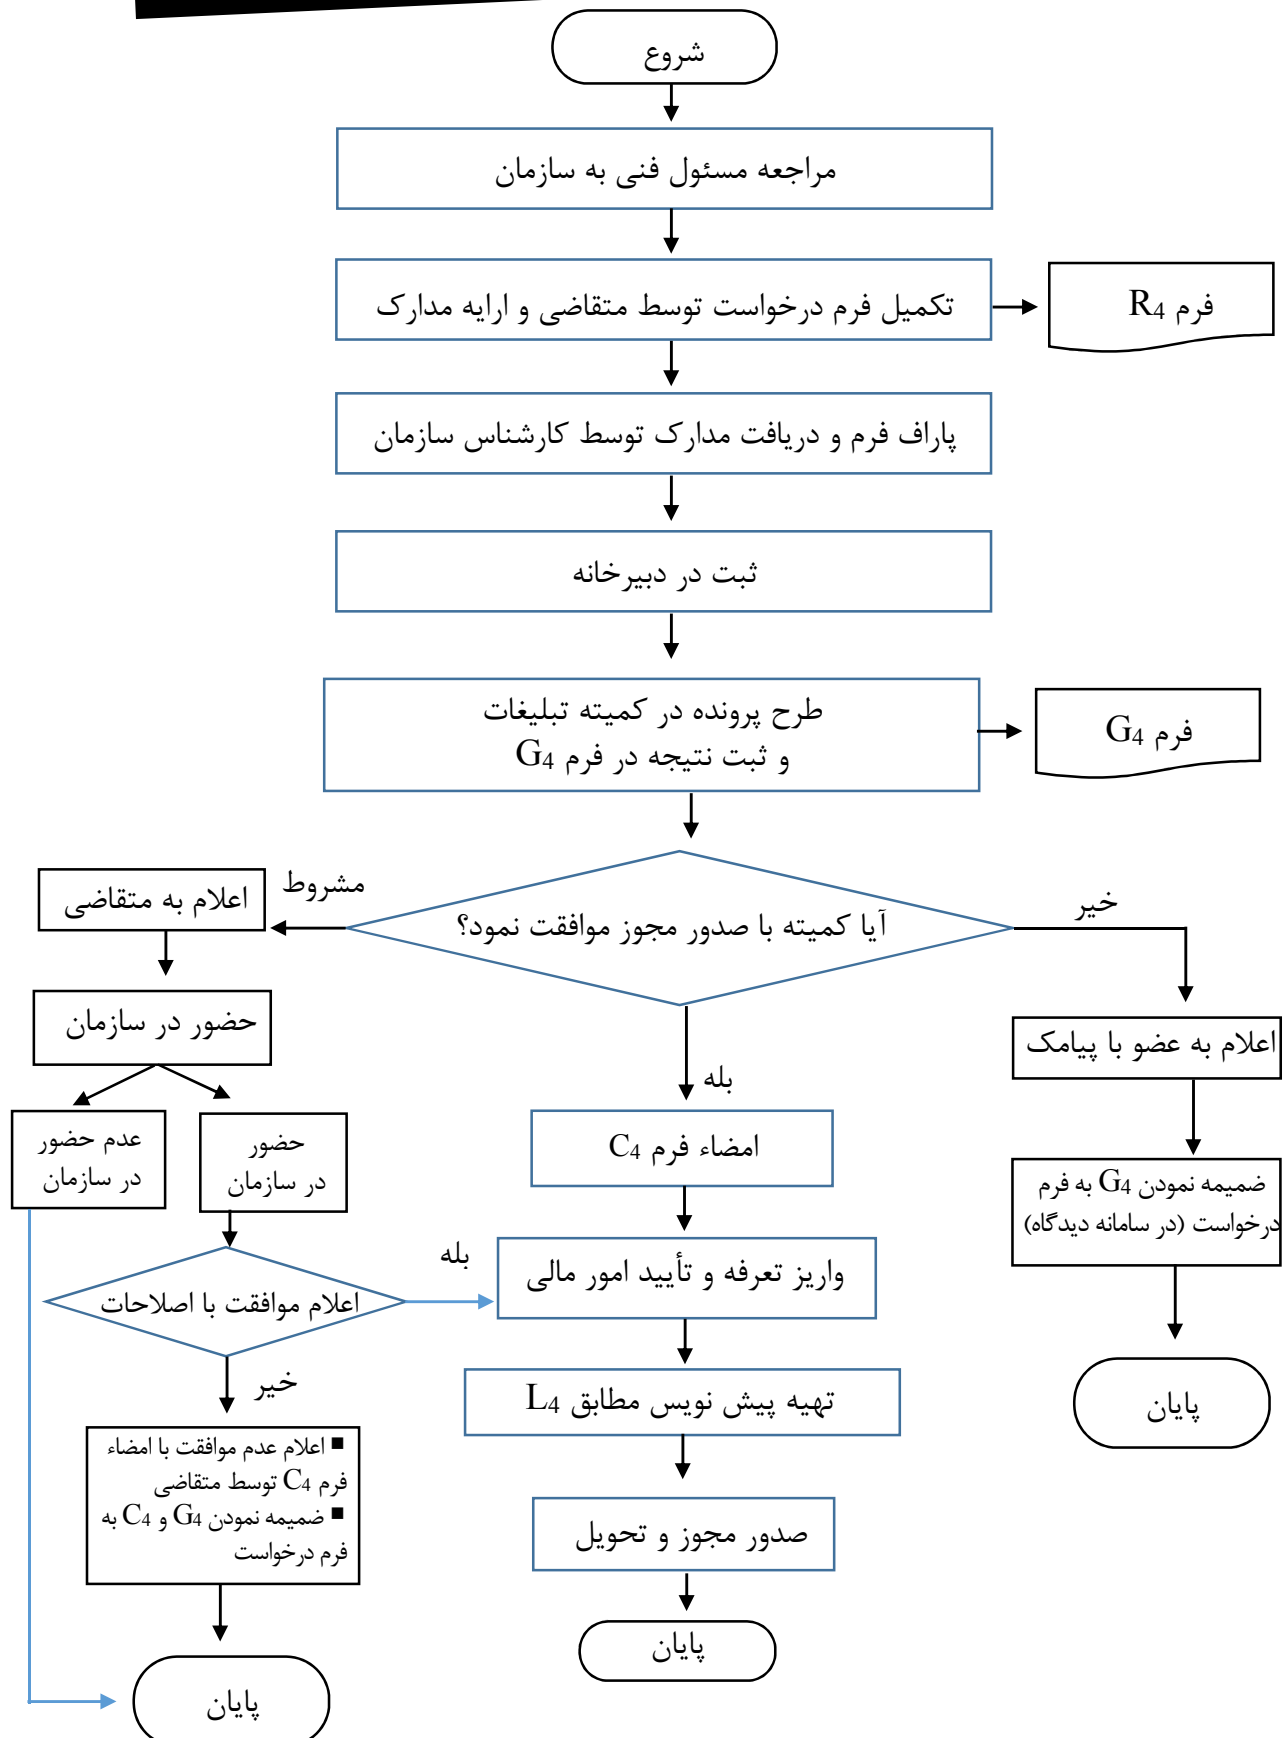 شروع
مراجعه مسئول فنی به سازمان
تکمیل فرم درخواست توسط متقاضی و ارایه مدارک
فرم R4
پاراف فرم و دریافت مدارک توسط کارشناس سازمان
ثبت در دبیرخانه
طرح پرونده در کمیته تبلیغات
و ثبت نتیجه در فرم G4
فرم G4
آیا کمیته با صدور مجوز موافقت نمود؟
خیر
اعلام به عضو با پیامک
ضمیمه نمودن G4 به فرم
درخواست (در سامانه دیدگاه)
پایان
بله
امضاء فرم C4
واریز تعرفه و تأیید امور مالی
تهیه پیش نویس مطابق L4
صدور مجوز و تحویل
پایان
مشروط
اعلام به متقاضی
حضور در سازمان
حضور
در سازمان
عدم حضور
در سازمان
اعلام موافقت با اصلاحات
بله
خیر
■ اعلام عدم موافقت با امضاء
فرم C4 توسط متقاضی
■ ضمیمه نمودن G4 و C4 به
فرم درخواست
پایان